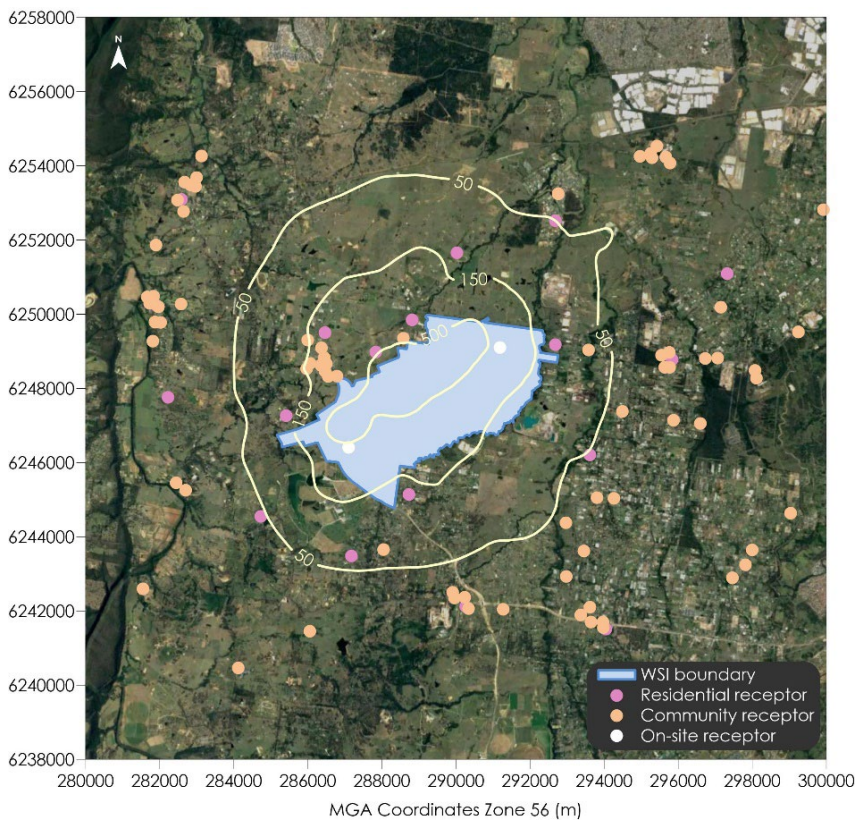 6258000
N
6256000
6254000
50
6252000
150
6250000
50
500
50
6248000
150
6246000
6244000
50
6242000
WSI boundary
Residential receptor
6240000
Community receptor
On-site receptor
6238000
280000 282000 284000 286000 288000 290000 292000 294000 296000 298000 300000
MGA Coordinates Zone 56 (m)